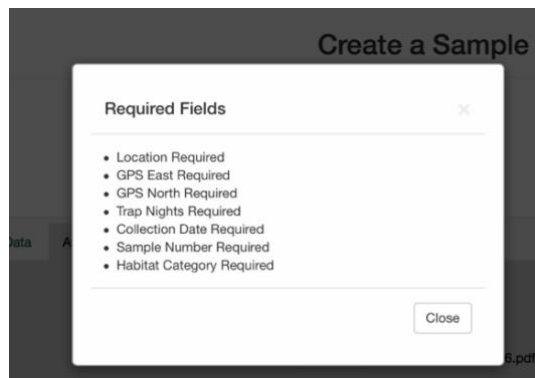 Create a Sample
Required Fields
×
• Location Required
• GPS East Required
• GPS North Required
• Trap Nights Required
• Collection Date Required
• Sample Number Required
• Habitat Category Required
Data A
Close
6.pdf